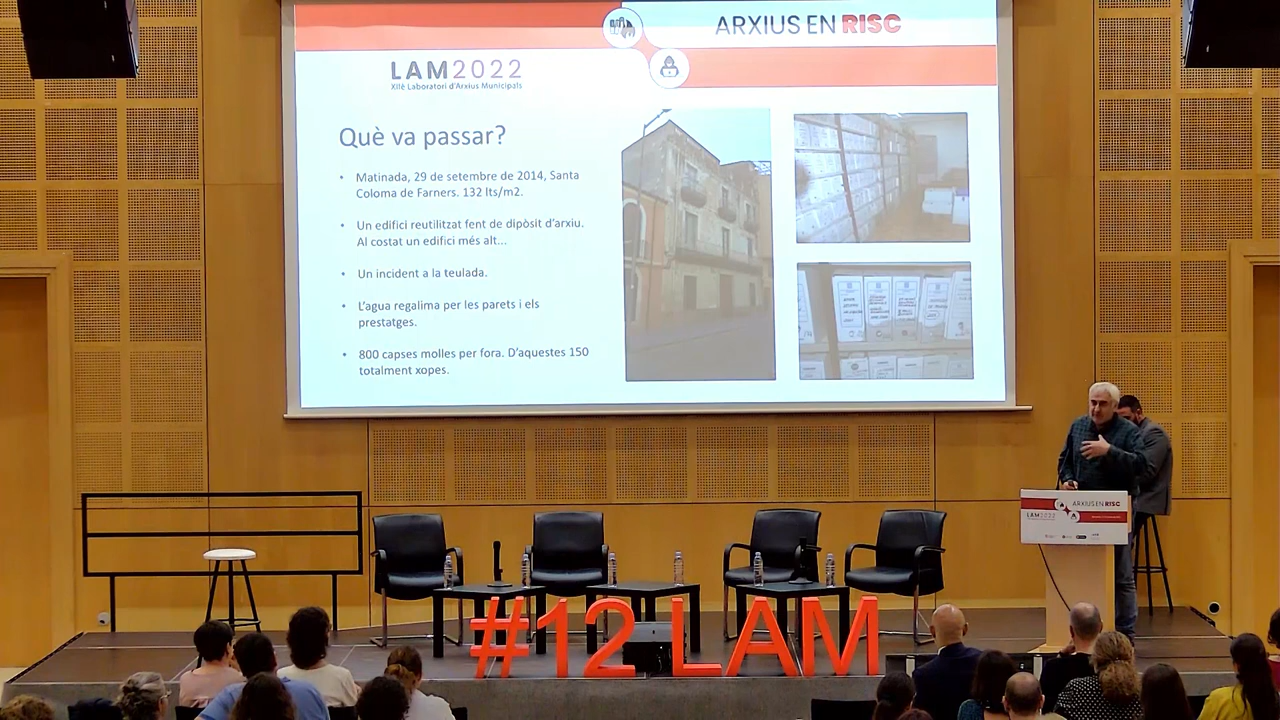 ARXIUS EN RISC
LAM2022
XIIè Laboratori d'Arxius Municipals
Què va passar?
• Matinada, 29 de setembre de 2014, Santa
Coloma de Farners. 132 lts/m2.
• Un edifici reutilitzat fent de dipòsit d'arxiu.
Al costat un edifici més alt...
• Un incident a la teulada.
• L'agua regalima per les parets i els
prestatges.
• 800 capses molles per fora. D'aquestes 150
totalment xopes.
ARXIUS EN RISC
LAM2022
#12 LAM